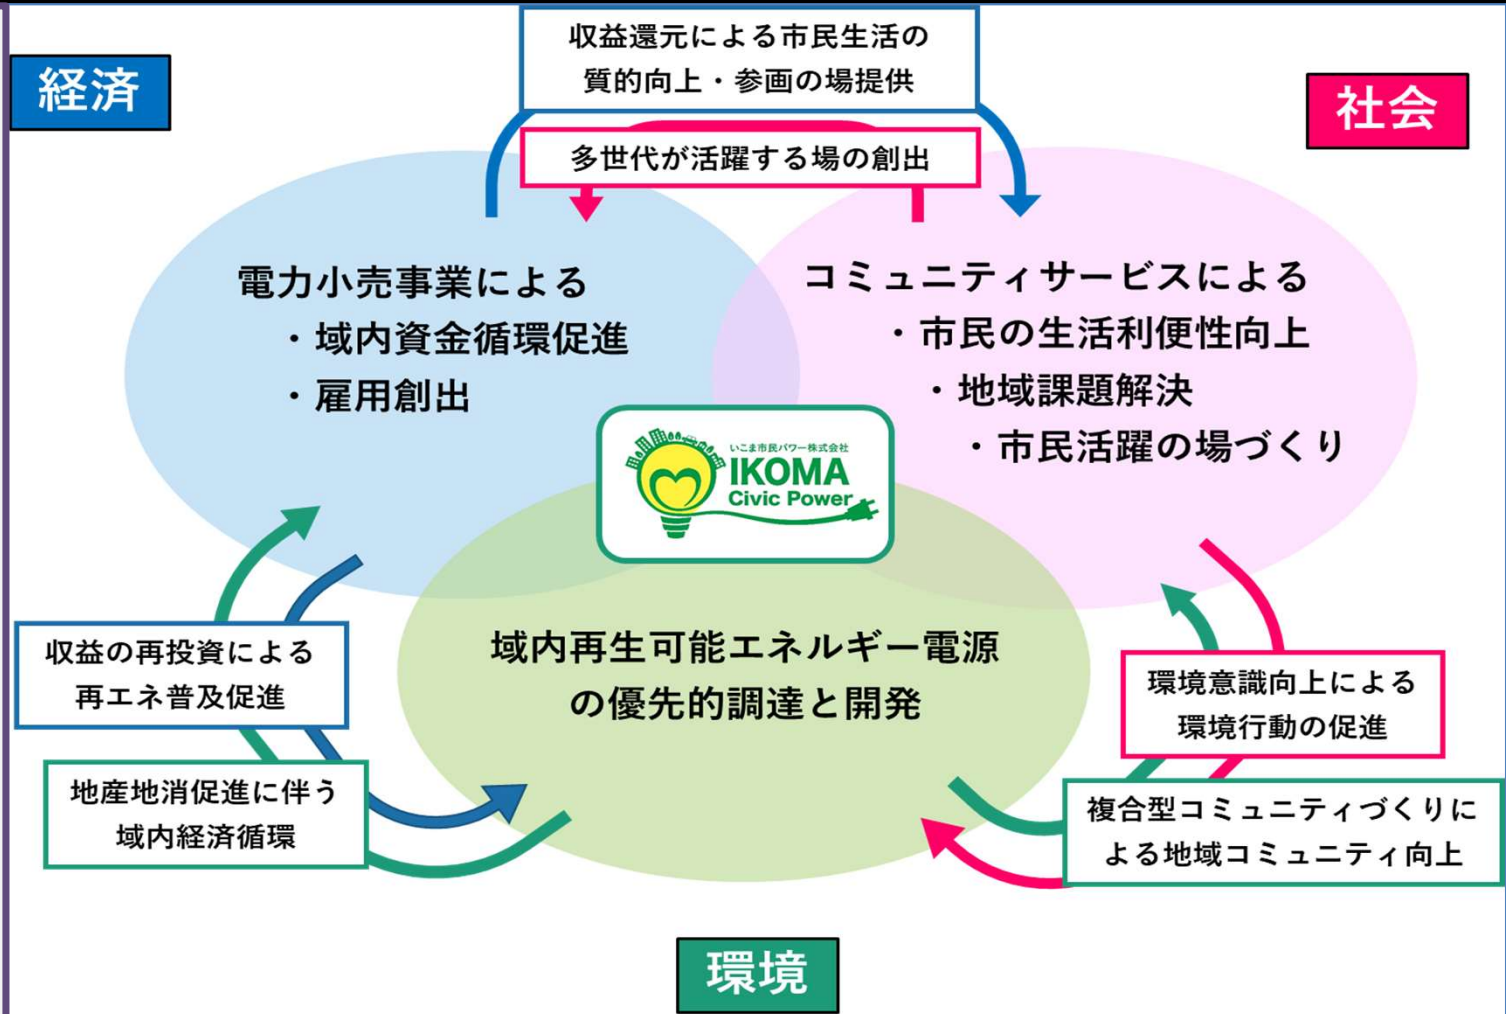 収益還元による市民生活の
質的向上・参画の場提供
経済
社会
多世代が活躍する場の創出
電力小売事業による
・域内資金循環促進
・雇用創出
コミュニティサービスによる
・市民の生活利便性向上
・地域課題解決
・市民活躍の場づくり
いこま市民パワー株式会社
IKOMA
Civic Power
域内再生可能エネルギー電源
の優先的調達と開発
収益の再投資による
再エネ普及促進
地産地消促進に伴う
域内経済循環
環境意識向上による
環境行動の促進
複合型コミュニティづくりに
よる地域コミュニティ向上
環境